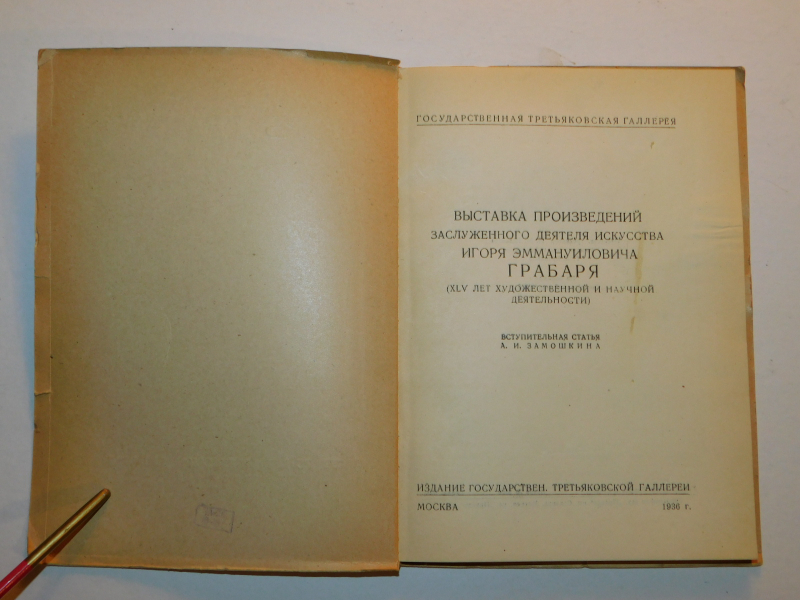 ГОСУДАРСТВЕННАЯ ТРЕТЬЯКОВСКАЯ ГАЛЛЕРЕЯ
ВЫСТАВКА ПРОИЗВЕДЕНИЙ
ЗАСЛУЖЕННОГО ДЕЯТЕЛЯ ИСКУССТВА
ИГОРЯ ЭММАНУИЛОВИЧА
ГРАБАРЯ
(XLV ЛЕТ ХУДОЖЕСТВЕННОЙ И НАУЧНОЙ
ДЕЯТЕЛЬНОСТИ)
ВСТУПИТЕЛЬНАЯ СТАТЬЯ
А. И. ЗАМОШКИНА
ИЗДАНИЕ ГОСУДАРСТВЕН. ТРЕТЬЯКОВСКОЙ ГАЛЛЕРЕИ
МОСКВА 1936 г.